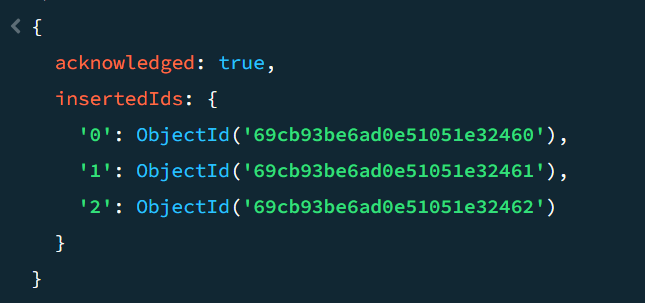 {
acknowledged: true,
insertedIds: {
'0': ObjectId('69cb93be6ad0e51051e32460'),
'1': ObjectId('69cb93be6ad0e51051e32461'),
'2': ObjectId('69cb93be6ad0e51051e32462')
}
}